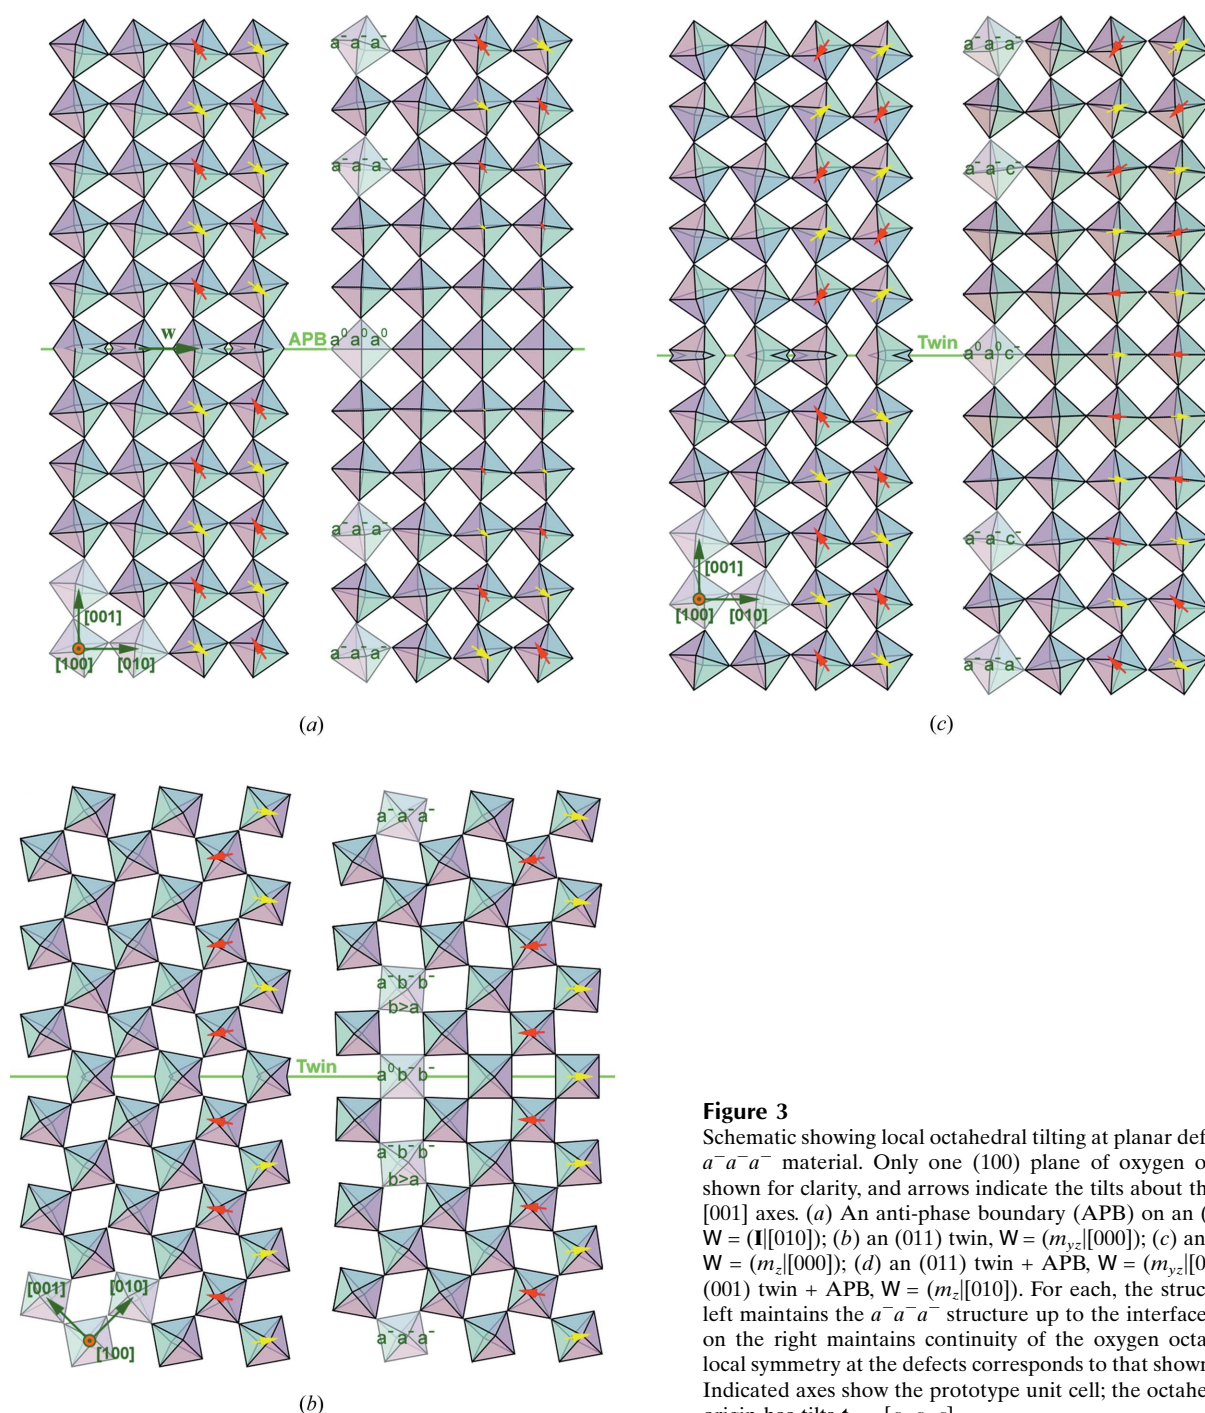 a⁻a⁻a⁻
a⁻a⁻a⁻
W
APB
a⁰a⁰a⁰
a⁻a⁻a⁻
[001]
[100]
[010]
a⁻a⁻a⁻
(a)
a⁻a⁻a⁻
a⁻a⁻c⁻
Twin
a⁰a⁰c⁻
a⁻a⁻c⁻
[001]
[100]
[010]
a⁻a⁻a⁻
(c)
a⁻a⁻a⁻
a⁻b⁻b⁻
b>a
Twin
a⁰b⁻b⁻
a⁻b⁻b⁻
b>a
[001]
[010]
[100]
a⁻a⁻a⁻
(b)
Figure 3
Schematic showing local octahedral tilting at planar def
a⁻a⁻a⁻ material. Only one (100) plane of oxygen o
shown for clarity, and arrows indicate the tilts about th
[001] axes. (a) An anti-phase boundary (APB) on an (
W = (I|[010]); (b) an (011) twin, W = (m_yz|[000]); (c) an
W = (m_z|[000]); (d) an (011) twin + APB, W = (m_yz|[0
(001) twin + APB, W = (m_z|[010]). For each, the struc
left maintains the a⁻a⁻a⁻ structure up to the interface
on the right maintains continuity of the oxygen octa
local symmetry at the defects corresponds to that shown
Indicated axes show the prototype unit cell; the octahe